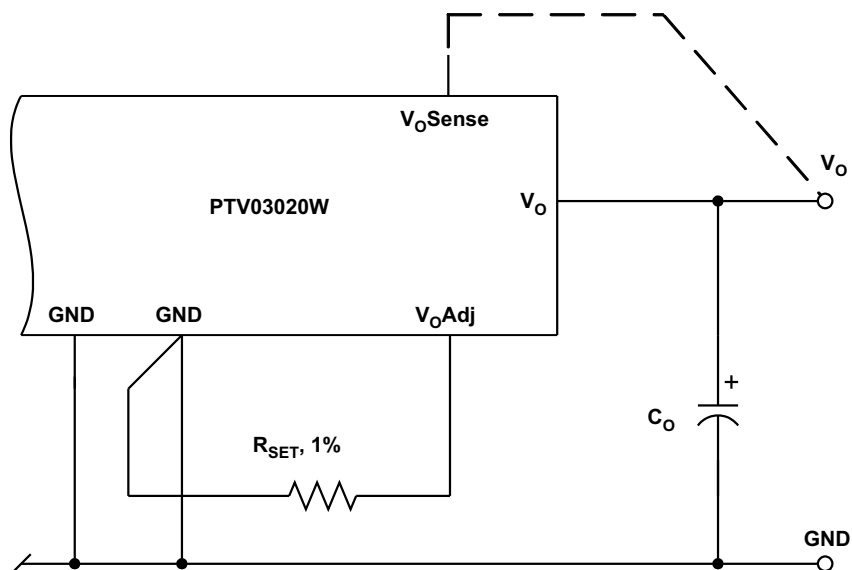 VOSense
VO
PTV03020W
VO
GND
GND
VOAdj
+
CO
RSET, 1%
GND